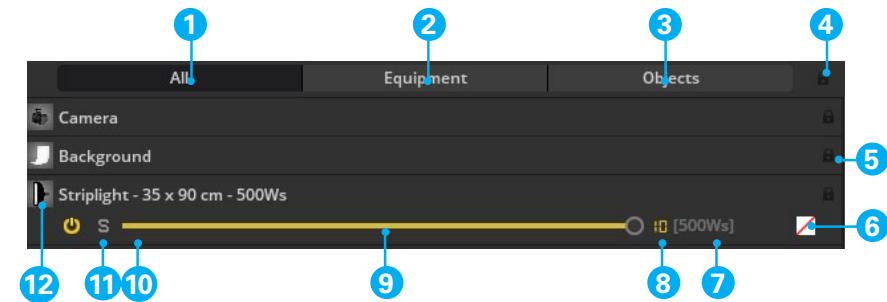 1 2 3 4
All Equipment Objects
Camera
Background
5
Striplight - 35 x 90 cm - 500Ws
S 10 [500Ws]
6
12 11 10 9 8 7